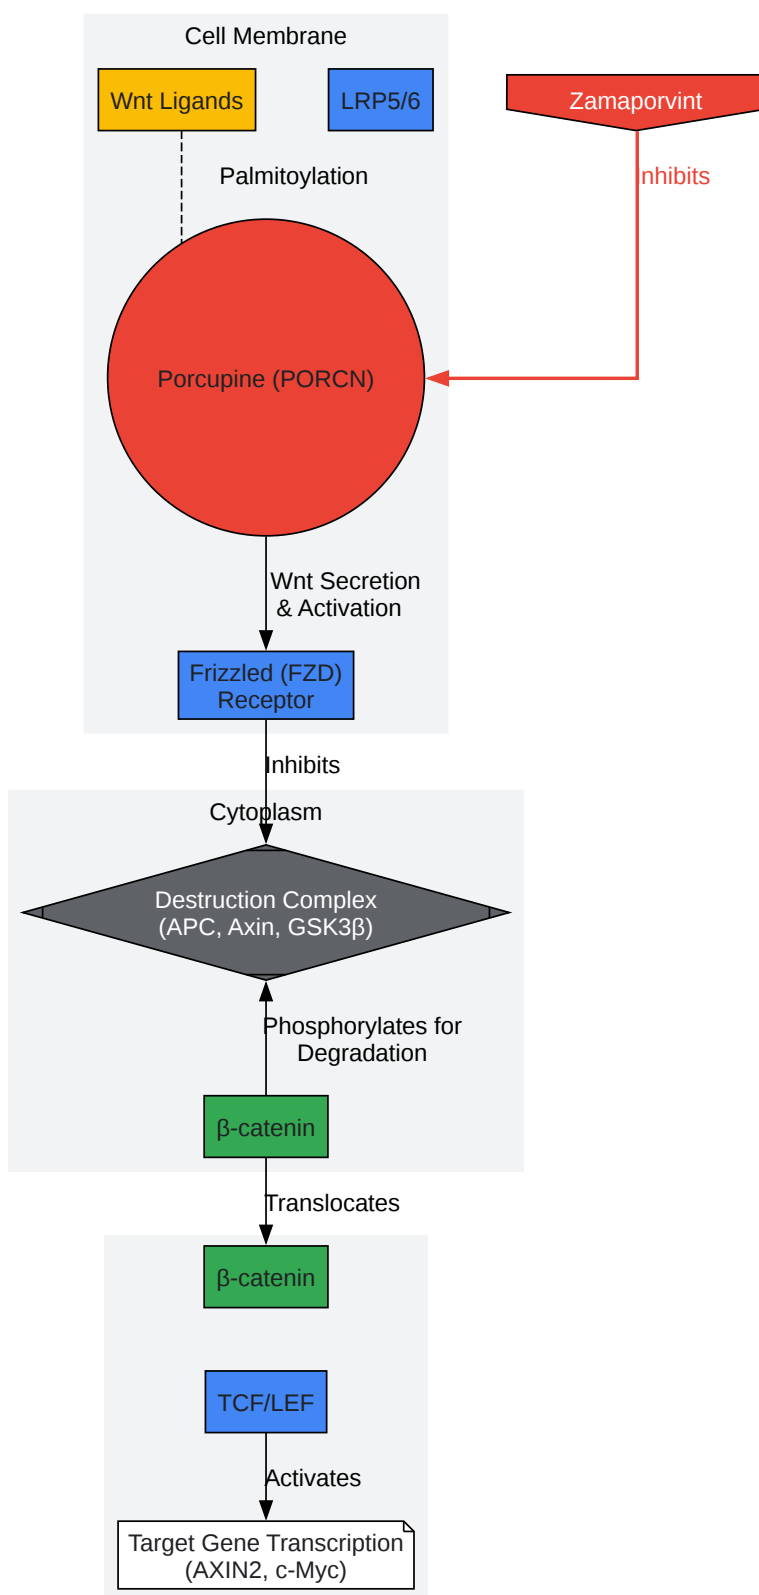 Cell Membrane
Wnt Ligands
LRP5/6
Zamaporvint
Palmitoylation
Inhibits
Porcupine (PORCN)
Wnt Secretion
& Activation
Frizzled (FZD)
Receptor
Inhibits
Cytoplasm
Destruction Complex
(APC, Axin, GSK3β)
Phosphorylates for
Degradation
β-catenin
Translocates
β-catenin
TCF/LEF
Activates
Target Gene Transcription
(AXIN2, c-Myc)